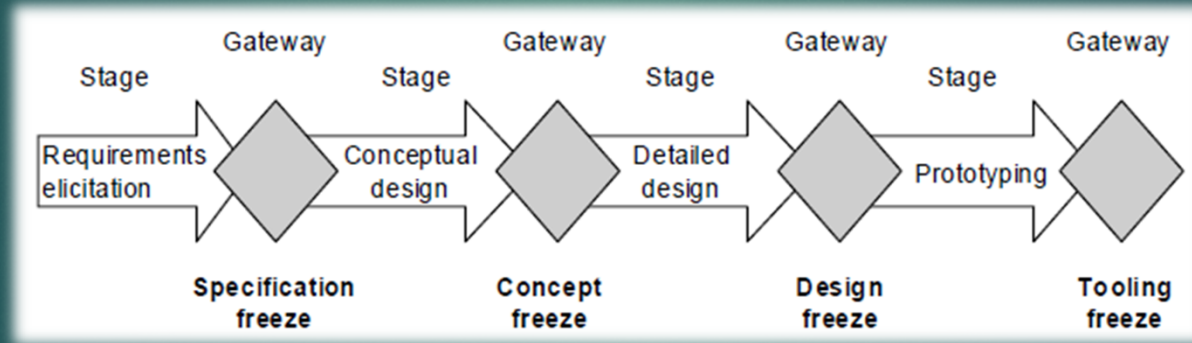 Gateway Gateway Gateway Gateway
Stage Stage Stage Stage
Requirements
elicitation
Conceptual
design
Detailed
design
Prototyping
Specification
freeze
Concept
freeze
Design
freeze
Tooling
freeze